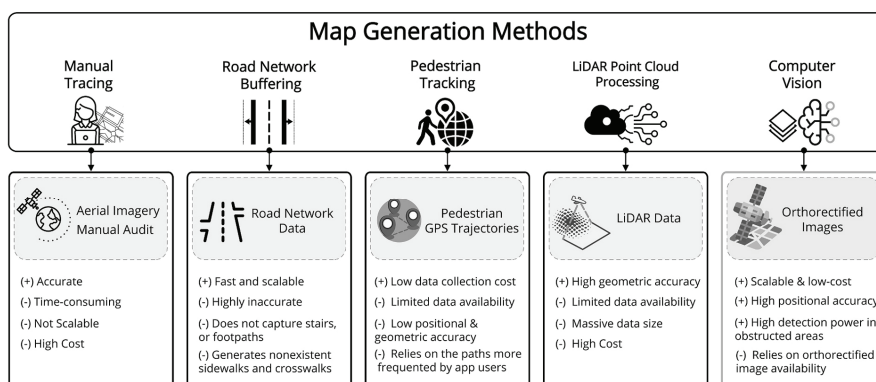 Map Generation Methods
Manual
Tracing
Road Network
Buffering
Pedestrian
Tracking
LiDAR Point Cloud
Processing
Computer
Vision
Aerial Imagery
Manual Audit
(+) Accurate
(-) Time-consuming
(-) Not Scalable
(-) High Cost
Road Network
Data
(+) Fast and scalable
(-) Highly inaccurate
(-) Does not capture stairs,
or footpaths
(-) Generates nonexistent
sidewalks and crosswalks
Pedestrian
GPS Trajectories
(+) Low data collection cost
(-) Limited data availability
(-) Low positional &
geometric accuracy
(-) Relies on the paths more
frequented by app users
LiDAR Data
(+) High geometric accuracy
(-) Limited data availability
(-) Massive data size
(-) High Cost
Orthorectified
Images
(+) Scalable & low-cost
(+) High positional accuracy
(+) High detection power in
obstructed areas
(-) Relies on orthorectified
image availability